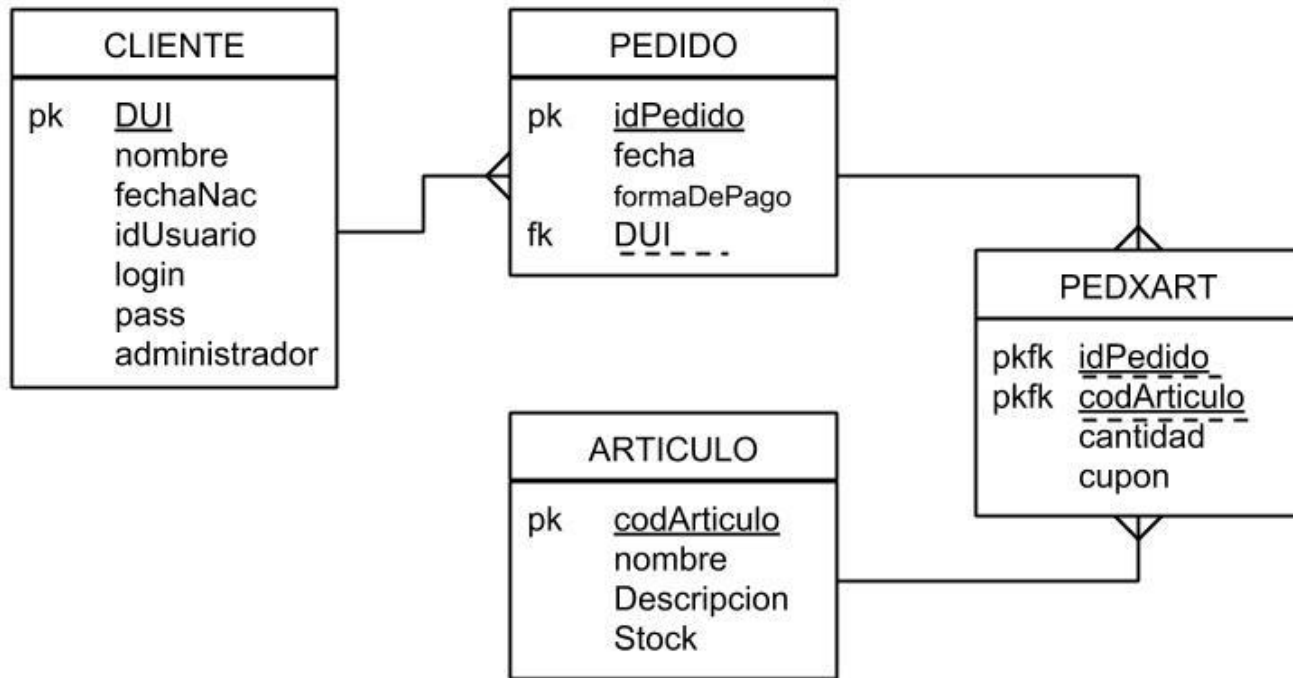 CLIENTE
pk DUI
nombre
fechaNac
idUsuario
login
pass
administrador
PEDIDO
pk idPedido
fecha
formaDePago
fk DUI
PEDXART
pkfk idPedido
pkfk codArticulo
cantidad
cupon
ARTICULO
pk codArticulo
nombre
Descripcion
Stock